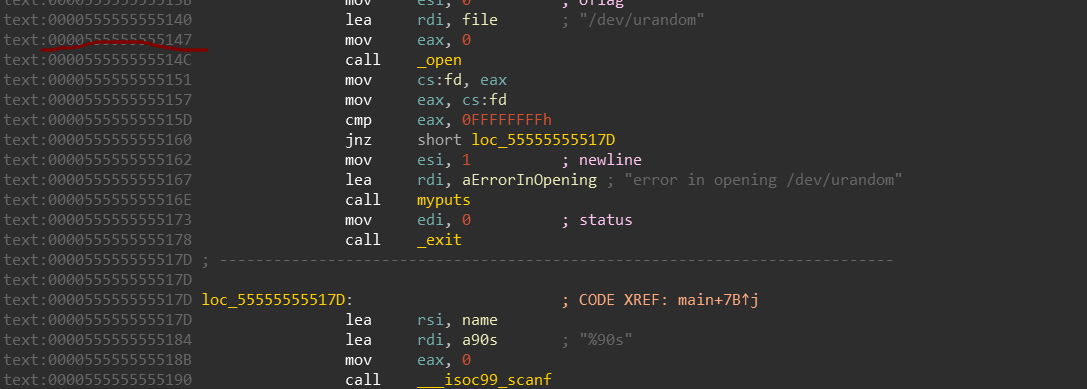 mov esi, 0 ; oflag
text:0000555555555140 lea rdi, file ; "/dev/urandom"
text:0000555555555147 mov eax, 0
text:000055555555514C call _open
text:0000555555555151 mov cs:fd, eax
text:0000555555555157 mov eax, cs:fd
text:000055555555515D cmp eax, 0FFFFFFFFh
text:0000555555555160 jnz short loc_55555555517D
text:0000555555555162 mov esi, 1 ; newline
text:0000555555555167 lea rdi, aErrorInOpening ; "error in opening /dev/urandom"
text:000055555555516E call myputs
text:0000555555555173 mov edi, 0 ; status
text:0000555555555178 call _exit
text:000055555555517D ; ---------------------------------------------------------------------------
text:000055555555517D
text:000055555555517D loc_55555555517D: ; CODE XREF: main+7B↑j
text:000055555555517D lea rsi, name
text:0000555555555184 lea rdi, a90s ; "%90s"
text:000055555555518B mov eax, 0
text:0000555555555190 call ___isoc99_scanf